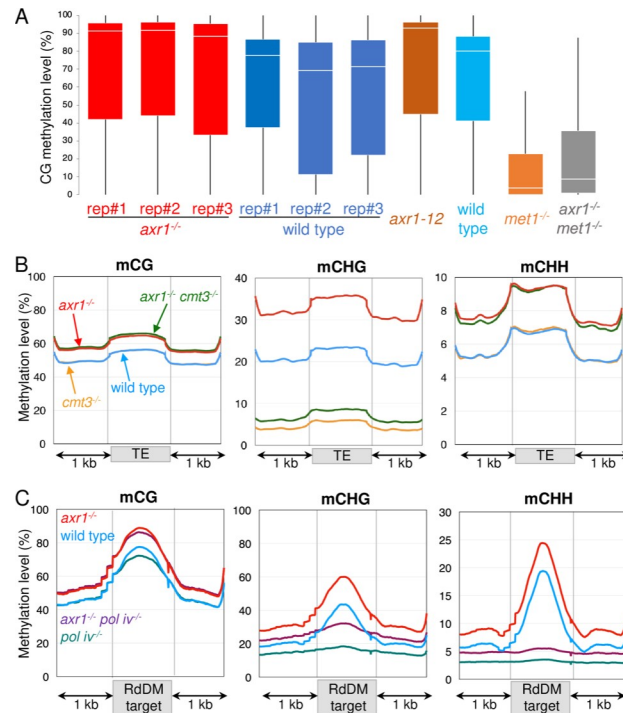 A
CG methylation level (%)
100
90
80
70
60
50
40
30
20
10
0
rep#1 rep#2 rep#3 rep#1 rep#2 rep#3
axr1-/- wild type axr1-12 wild type met1-/- axr1-/- met1-/-
B
mCG mCHG mCHH
Methylation level (%)
100
80
60
40
20
0
axr1-/- axr1-/- cmt3-/-
cmt3-/- wild type
40
30
20
10
0
10
8
6
4
2
0
1 kb TE 1 kb 1 kb TE 1 kb 1 kb TE 1 kb
C
mCG mCHG mCHH
Methylation level (%)
100
80
60
40
20
0
axr1-/-
wild type
axr1-/- pol iv-/-
pol iv-/-
100
80
60
40
20
0
30
25
20
15
10
5
0
1 kb RdDM target 1 kb 1 kb RdDM target 1 kb 1 kb RdDM target 1 kb